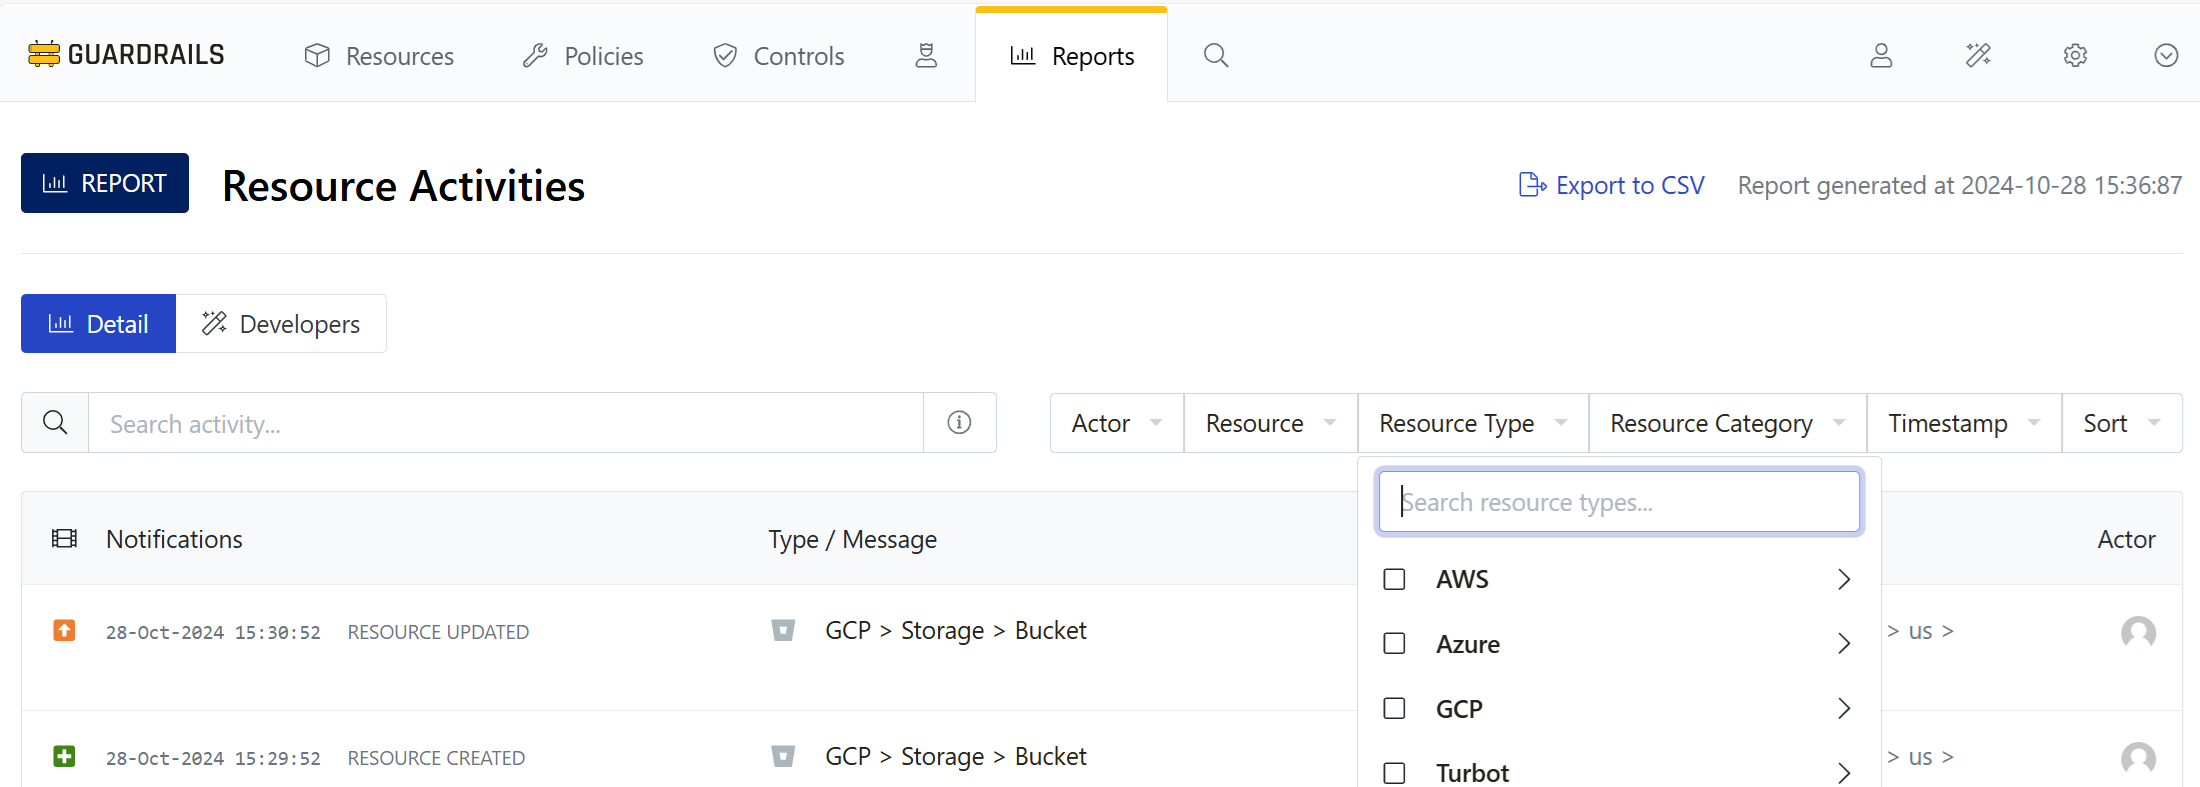 GUARDRAILS Resources Policies Controls Reports
REPORT Resource Activities Export to CSV Report generated at 2024-10-28 15:36:87
Detail Developers
Search activity... Actor Resource Resource Type Resource Category Timestamp Sort
Search resource types...
Notifications Type / Message Actor
AWS
28-Oct-2024 15:30:52 RESOURCE UPDATED GCP > Storage > Bucket > us >
Azure
GCP
28-Oct-2024 15:29:52 RESOURCE CREATED GCP > Storage > Bucket > us >
Turbot